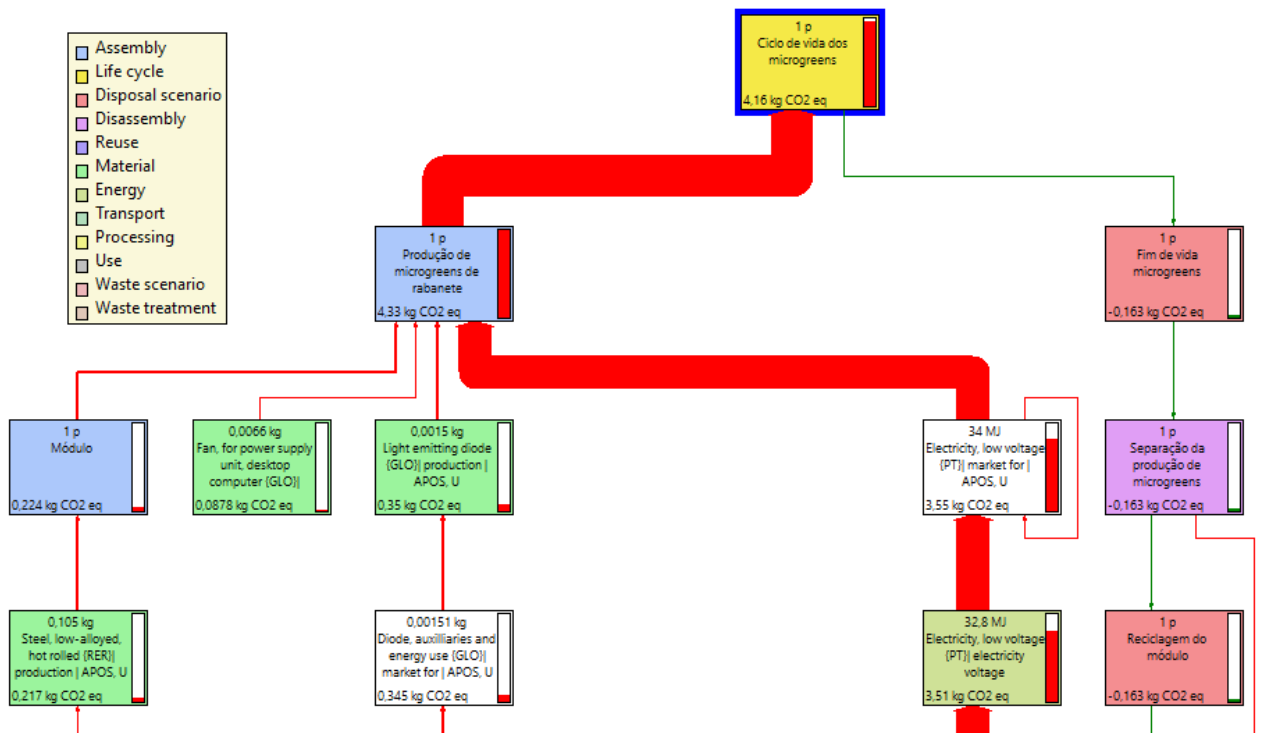 Assembly
Life cycle
Disposal scenario
Disassembly
Reuse
Material
Energy
Transport
Processing
Use
Waste scenario
Waste treatment
1 p
Ciclo de vida dos
microgreens
4,16 kg CO2 eq
1 p
Produção de
microgreens de
rabanete
4,33 kg CO2 eq
1 p
Fim de vida
microgreens
-0,163 kg CO2 eq
1 p
Módulo
0,224 kg CO2 eq
0,0066 kg
Fan, for power supply
unit, desktop
computer {GLO}|
0,0878 kg CO2 eq
0,0015 kg
Light emitting diode
{GLO}| production |
APOS, U
0,35 kg CO2 eq
34 MJ
Electricity, low voltage
{PT}| market for |
APOS, U
3,55 kg CO2 eq
1 p
Separação da
produção de
microgreens
-0,163 kg CO2 eq
0,105 kg
Steel, low-alloyed,
hot rolled {RER}|
production | APOS, U
0,217 kg CO2 eq
0,00151 kg
Diode, auxilliaries and
energy use {GLO}|
market for | APOS, U
0,345 kg CO2 eq
32,8 MJ
Electricity, low voltage
{PT}| electricity
voltage
3,51 kg CO2 eq
1 p
Reciclagem do
módulo
-0,163 kg CO2 eq